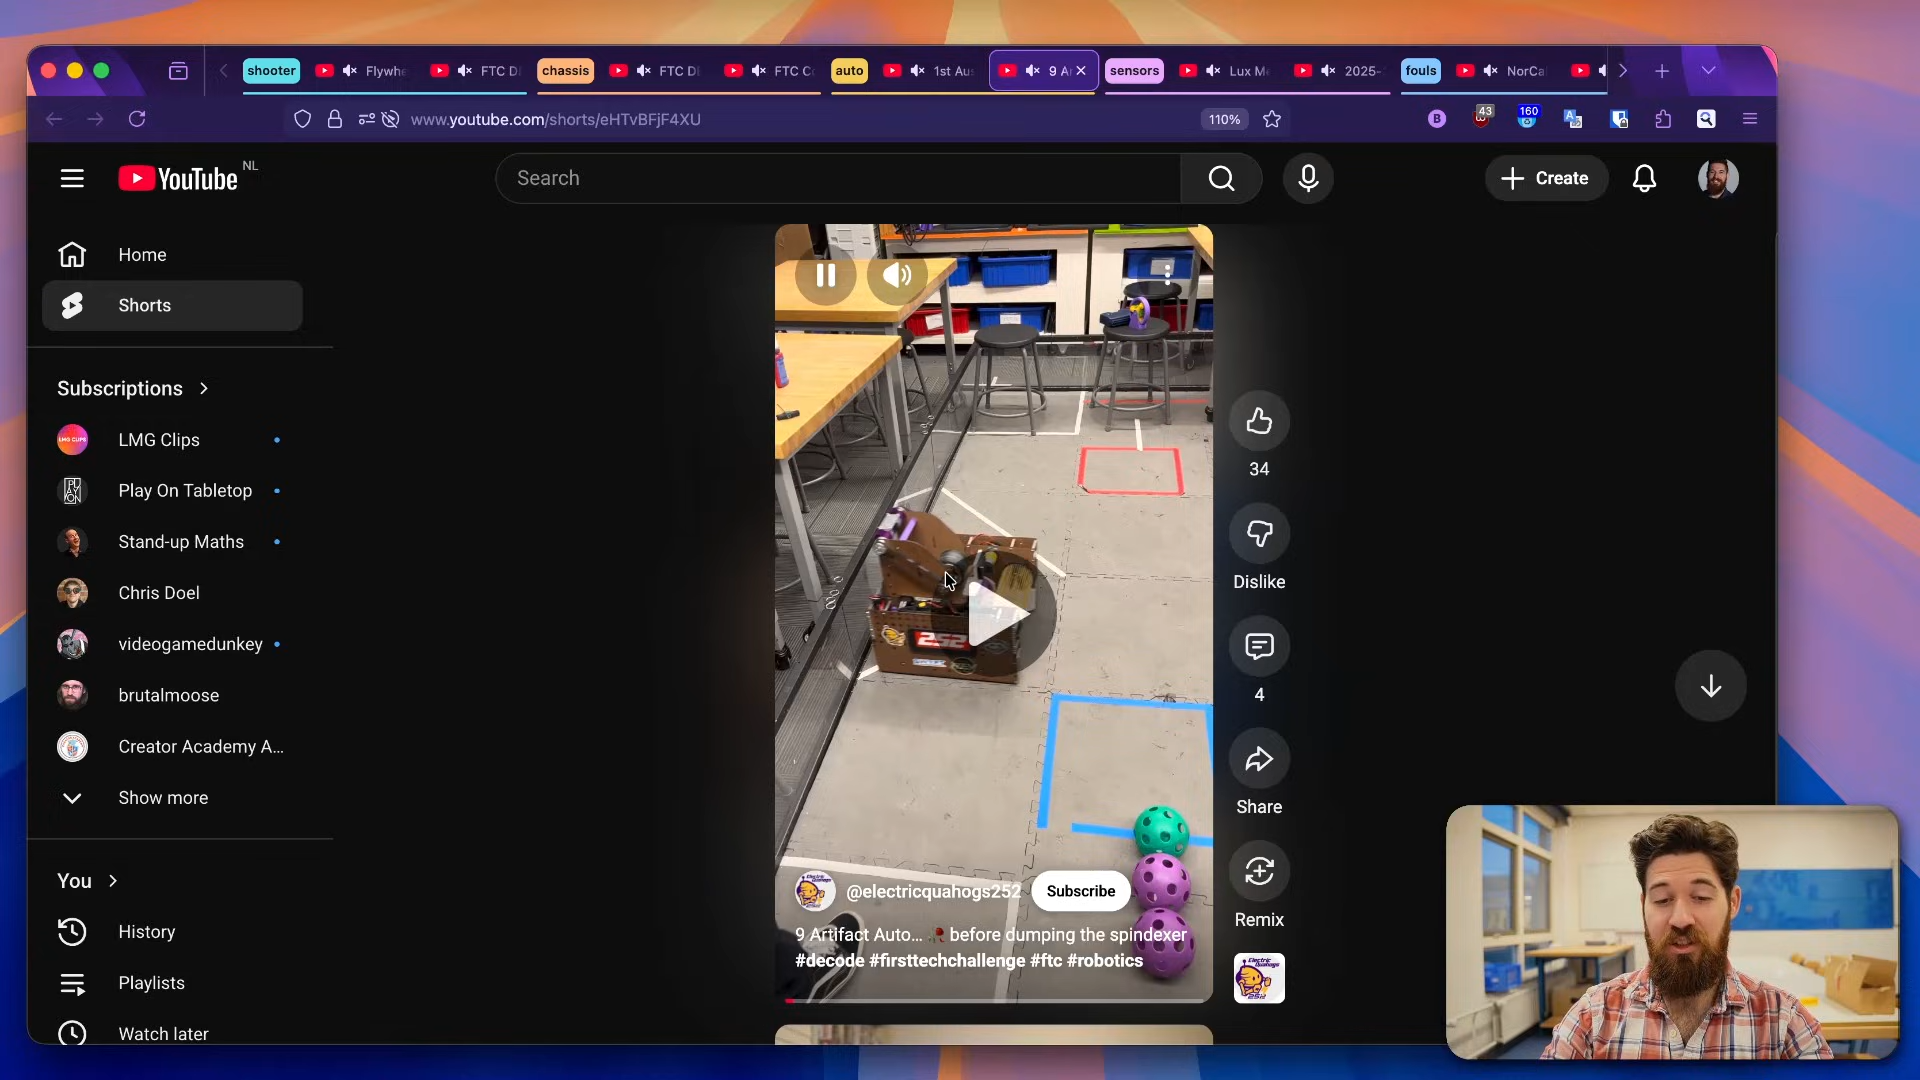 shooter
Flywhe
FTC D
chassis
FTC D
FTC C
auto
1st Au
9 A
sensors
Lux M
2025-
fouls
NorCa
www.youtube.com/shorts/eHTvBFjF4XU
110%
B
43
160
YouTube NL
Search
Create
Home
Shorts
Subscriptions
LMG Clips
Play On Tabletop
Stand-up Maths
Chris Doel
videogamedunkey
brutalmoose
Creator Academy A...
Show more
You
History
Playlists
Watch later
252
34
Dislike
4
Share
Remix
@electricquahogs252
Subscribe
9 Artifact Auto... 🥀 before dumping the spindexer
#decode #firsttechchallenge #ftc #robotics